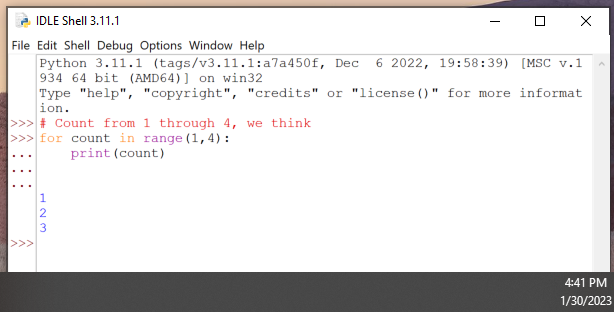 IDLE Shell 3.11.1
File Edit Shell Debug Options Window Help
Python 3.11.1 (tags/v3.11.1:a7a450f, Dec  6 2022, 19:58:39) [MSC v.1
934 64 bit (AMD64)] on win32
Type "help", "copyright", "credits" or "license()" for more informat
ion.
>>> # Count from 1 through 4, we think
>>> for count in range(1,4):
...     print(count)
...
...
1
2
3
>>>
4:41 PM
1/30/2023